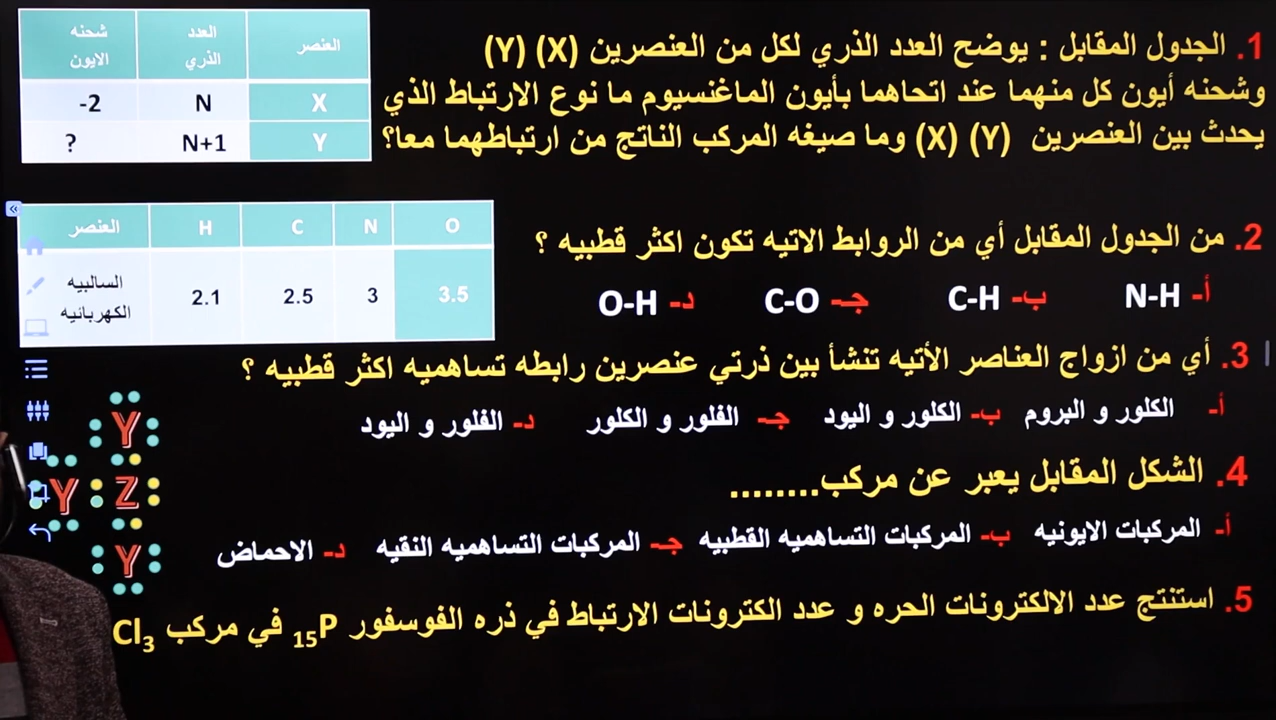 1. الجدول المقابل : يوضح العدد الذري لكل من العنصرين (X) (Y)
وشحنه أيون كل منهما عند اتحاهما بأيون الماغنسيوم ما نوع الارتباط الذي
يحدث بين العنصرين (Y) (X) وما صيغه المركب الناتج من ارتباطهما معا؟
العنصر العدد الذري شحنه الايون
X N -2
Y N+1 ?
2. من الجدول المقابل أي من الروابط الاتيه تكون اكثر قطبيه ؟
أ- N-H ب- C-H جـ- C-O د- O-H
O N C H العنصر
3.5 3 2.5 2.1 السالبيه الكهربائيه
3. أي من ازواج العناصر الأتيه تنشأ بين ذرتي عنصرين رابطه تساهميه اكثر قطبيه ؟
أ- الكلور و البروم ب- الكلور و اليود جـ- الفلور و الكلور د- الفلور و اليود
4. الشكل المقابل يعبر عن مركب........
أ- المركبات الايونيه ب- المركبات التساهميه القطبيه جـ- المركبات التساهميه النقيه د- الاحماض
Y
Y Z
Y
5. استنتج عدد الالكترونات الحره و عدد الكترونات الارتباط في ذره الفوسفور ₁₅P في مركب Cl₃